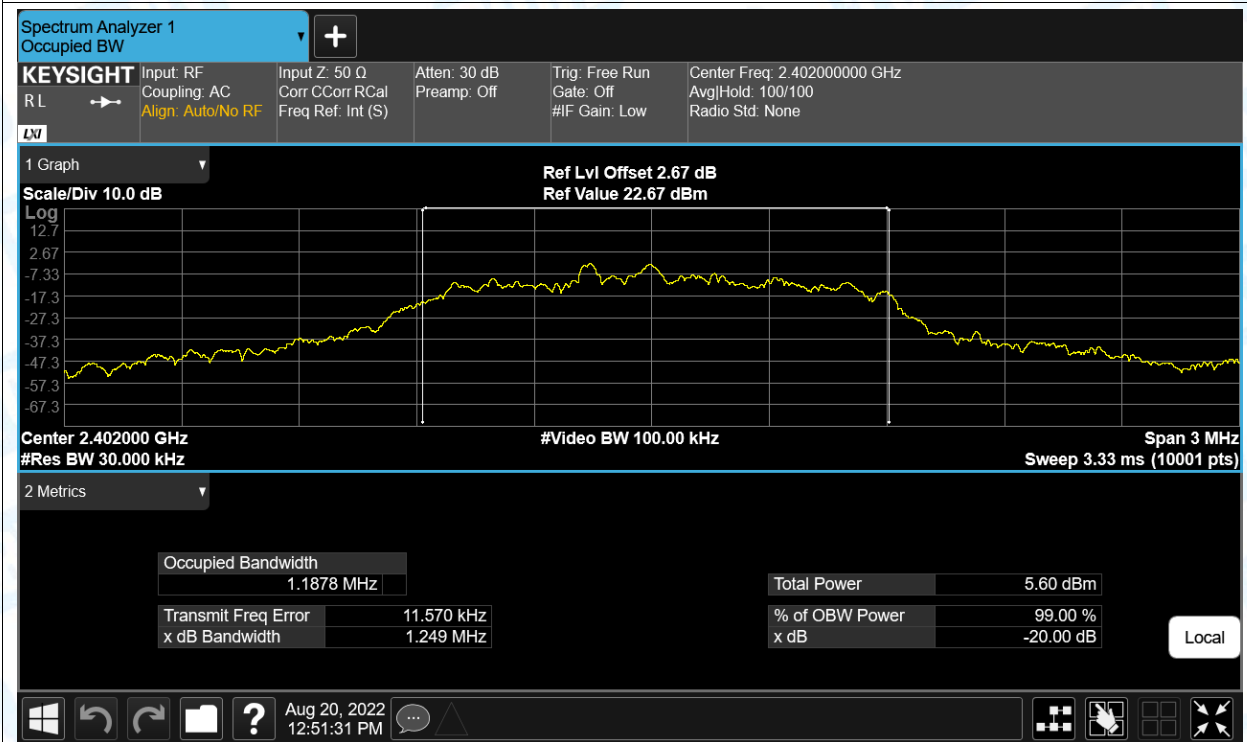 Spectrum Analyzer 1
Occupied BW
KEYSIGHT
R L
LXI
Input: RF
Coupling: AC
Align: Auto/No RF
Input Z: 50 Ω
Corr CCorr RCal
Freq Ref: Int (S)
Atten: 30 dB
Preamp: Off
Trig: Free Run
Gate: Off
#IF Gain: Low
Center Freq: 2.402000000 GHz
Avg|Hold: 100/100
Radio Std: None
1 Graph
Scale/Div 10.0 dB
Ref Lvl Offset 2.67 dB
Ref Value 22.67 dBm
Log
12.7
2.67
-7.33
-17.3
-27.3
-37.3
-47.3
-57.3
-67.3
Center 2.402000 GHz
#Video BW 100.00 kHz
Span 3 MHz
#Res BW 30.000 kHz
Sweep 3.33 ms (10001 pts)
2 Metrics
Occupied Bandwidth
1.1878 MHz
Total Power 5.60 dBm
Transmit Freq Error 11.570 kHz
% of OBW Power 99.00 %
x dB Bandwidth 1.249 MHz
x dB -20.00 dB
Local
?
Aug 20, 2022
12:51:31 PM